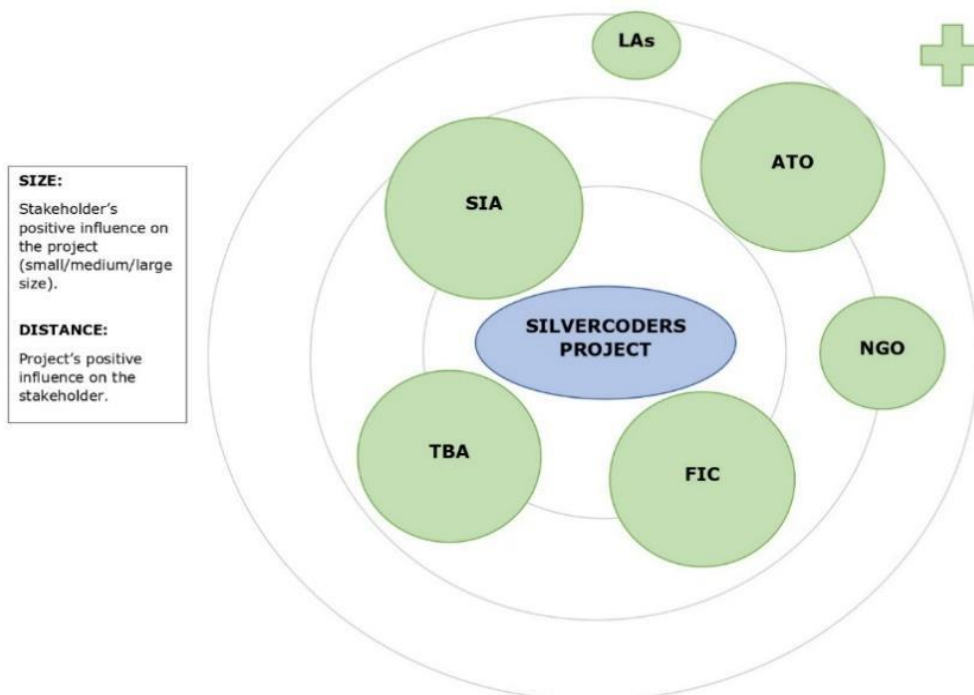 LAs
ATO
SIA
SIZE:
Stakeholder's
positive influence on
the project
(small/medium/large
size).
DISTANCE:
Project's positive
influence on the
stakeholder.
SILVERCODERS
PROJECT
NGO
TBA
FIC